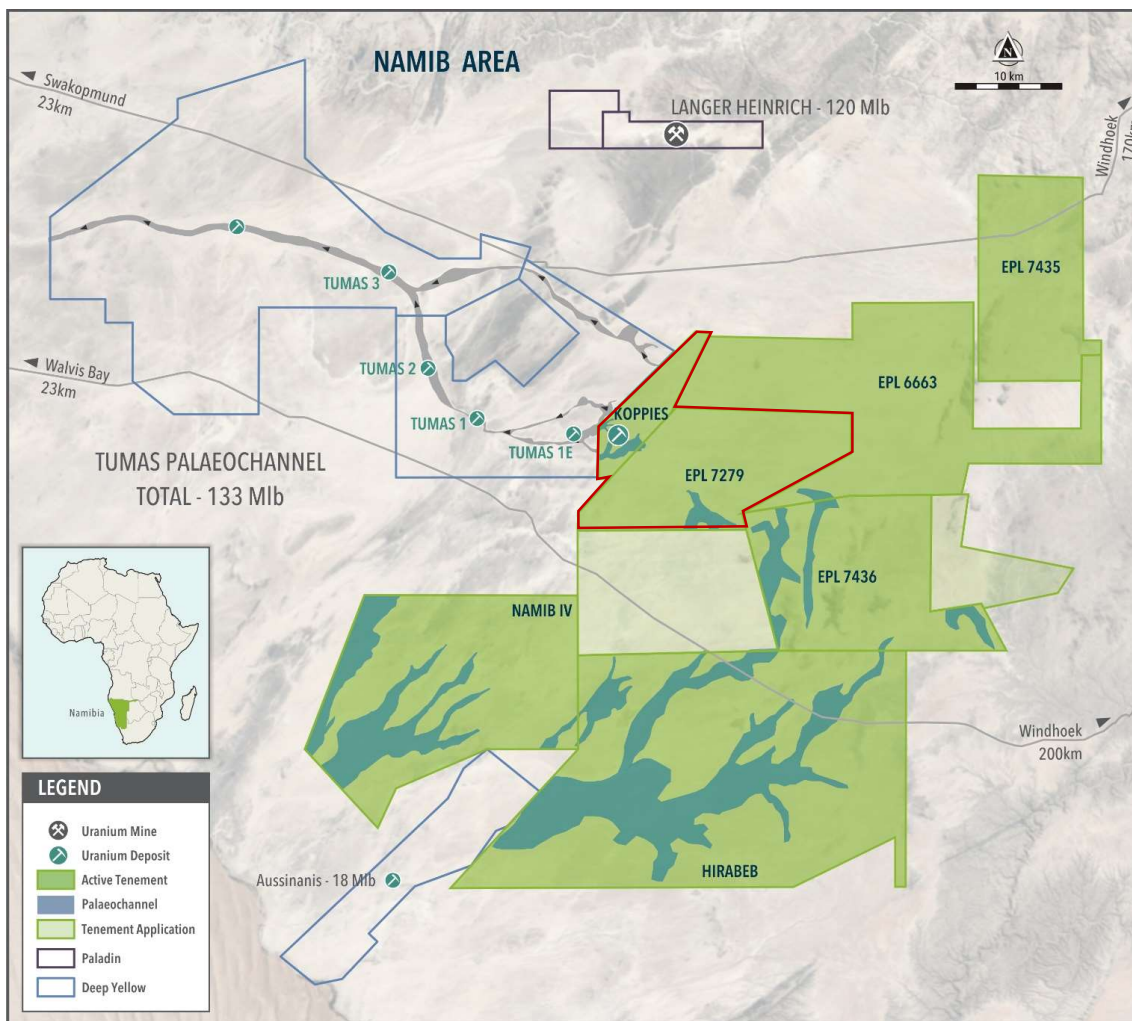 NAMIB AREA
N
10 km
Swakopmund
23km
LANGER HEINRICH - 120 Mlb
Windhoek
170km
EPL 7435
TUMAS 3
Walvis Bay
23km
TUMAS 2
EPL 6663
TUMAS 1
KOPPIES
TUMAS 1E
TUMAS PALAEOCHANNEL
TOTAL - 133 Mlb
EPL 7279
EPL 7436
NAMIB IV
Namibia
Windhoek
200km
LEGEND
Uranium Mine
Uranium Deposit
Active Tenement
Palaeochannel
Tenement Application
Paladin
Deep Yellow
Aussinanis - 18 Mlb
HIRABEB